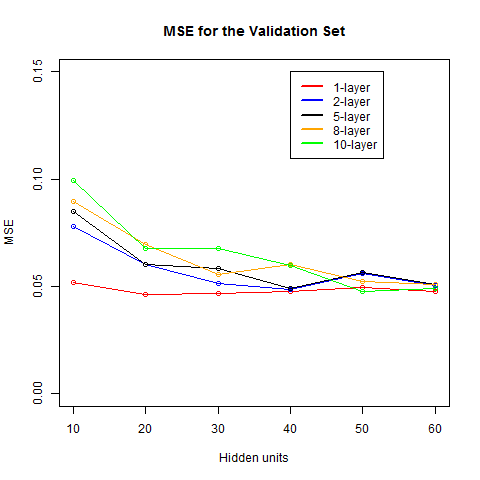 MSE for the Validation Set
0.15
0.10
0.05
0.00
MSE
1-layer
2-layer
5-layer
8-layer
10-layer
10 20 30 40 50 60
Hidden units